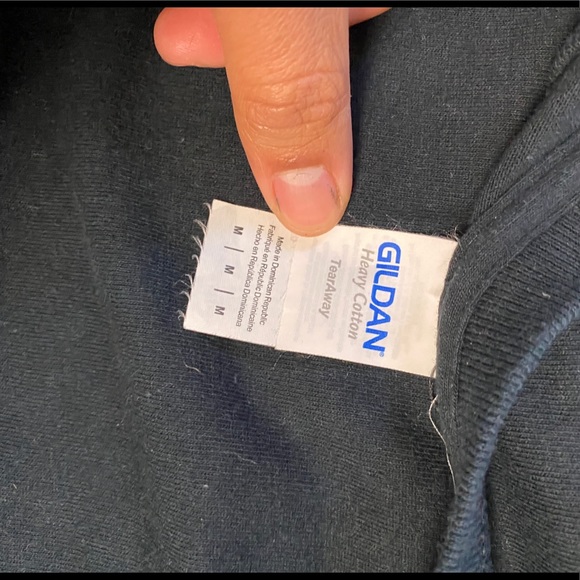 GILDAN®
Heavy Cotton
TearAway
Made in Dominican Republic
Fabriqué en République Dominicaine
Hecho en República Dominicana
M | M | M